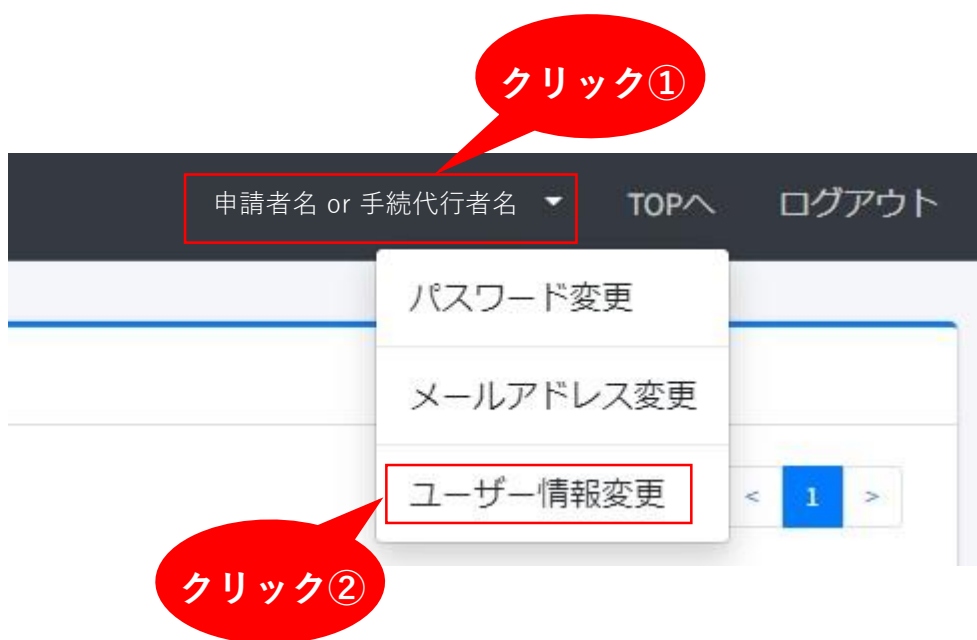 クリック①
申請者名 or 手続代行者名 TOPへ ログアウト
パスワード変更
メールアドレス変更
ユーザー情報変更
< 1 >
クリック②